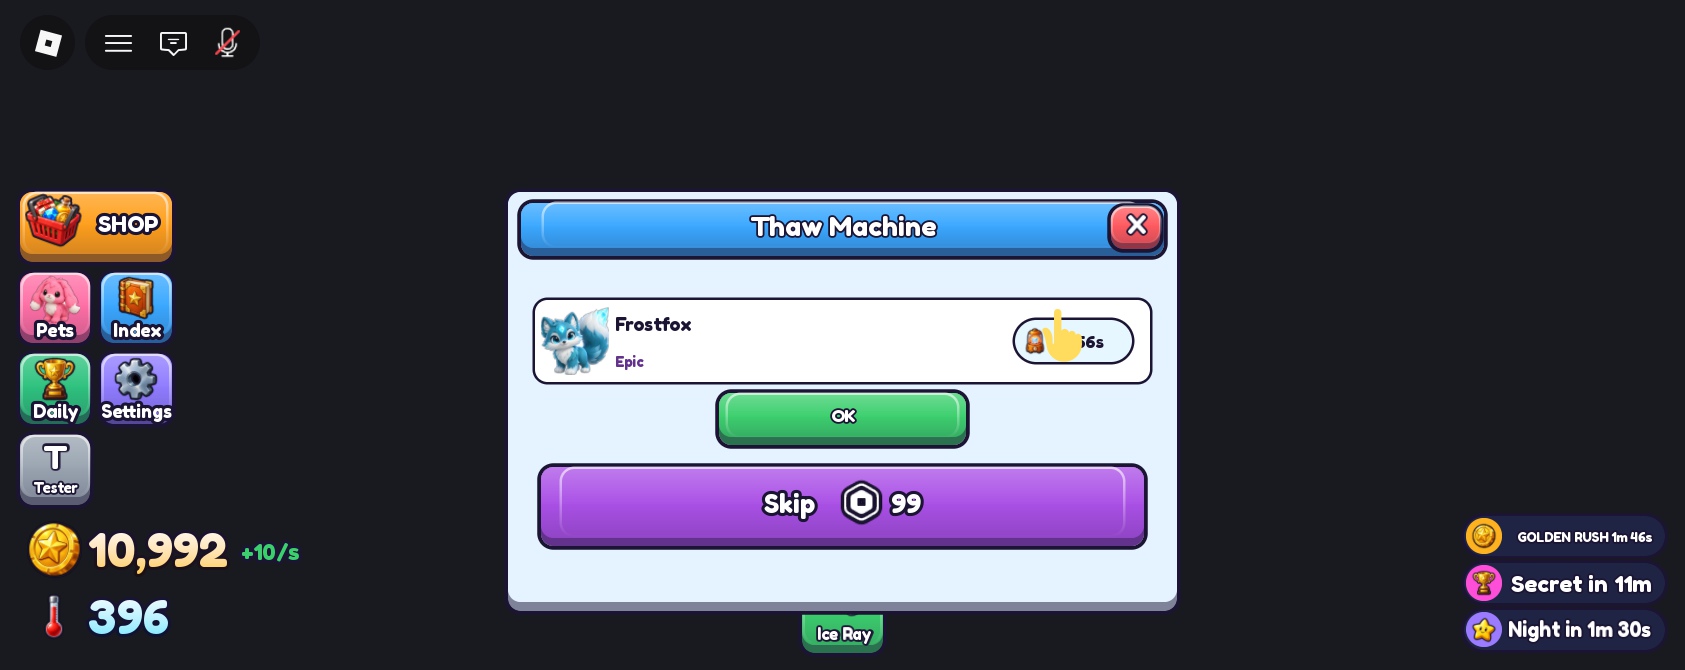 Thaw Machine
SHOP
Pets
Index
Daily
Settings
T
Tester
10,992
+10/s
396
Frostfox
Epic
OK
Skip 99
Ice Ray
GOLDEN RUSH 1m 46s
Secret in 11m
Night in 1m 30s